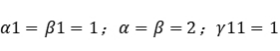 α1 = β1 = 1; α = β = 2; γ11 = 1